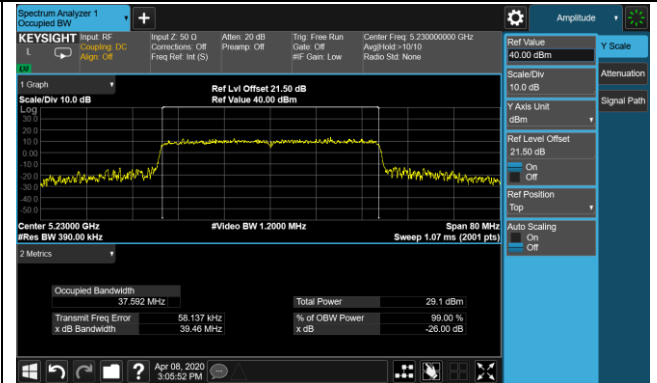 Spectrum Analyzer 1
Occupied BW
+
KEYSIGHT
L
Input: RF
Coupling: DC
Align: Off
Input Z: 50 Ω
Corrections: Off
Freq Ref: Int (S)
Atten: 20 dB
Preamp: Off
Trig: Free Run
Gate: Off
#IF Gain: Low
Center Freq: 5.230000000 GHz
Avg|Hold:>10/10
Radio Std: None
1 Graph
Scale/Div 10.0 dB
Ref Lvl Offset 21.50 dB
Ref Value 40.00 dBm
Log
30.0
20.0
10.0
0.00
-10.0
-20.0
-30.0
-40.0
-50.0
Center 5.23000 GHz
#Res BW 390.00 kHz
#Video BW 1.2000 MHz
Span 80 MHz
Sweep 1.07 ms (2001 pts)
2 Metrics
Occupied Bandwidth
37.592 MHz
Total Power 29.1 dBm
Transmit Freq Error 58.137 kHz
% of OBW Power 99.00 %
x dB Bandwidth 39.46 MHz
x dB -26.00 dB
?
Apr 08, 2020
3:05:52 PM
Amplitude
Ref Value
40.00 dBm
Scale/Div
10.0 dB
Y Axis Unit
dBm
Ref Level Offset
21.50 dB
On
Off
Ref Position
Top
Auto Scaling
On
Off
Y Scale
Attenuation
Signal Path